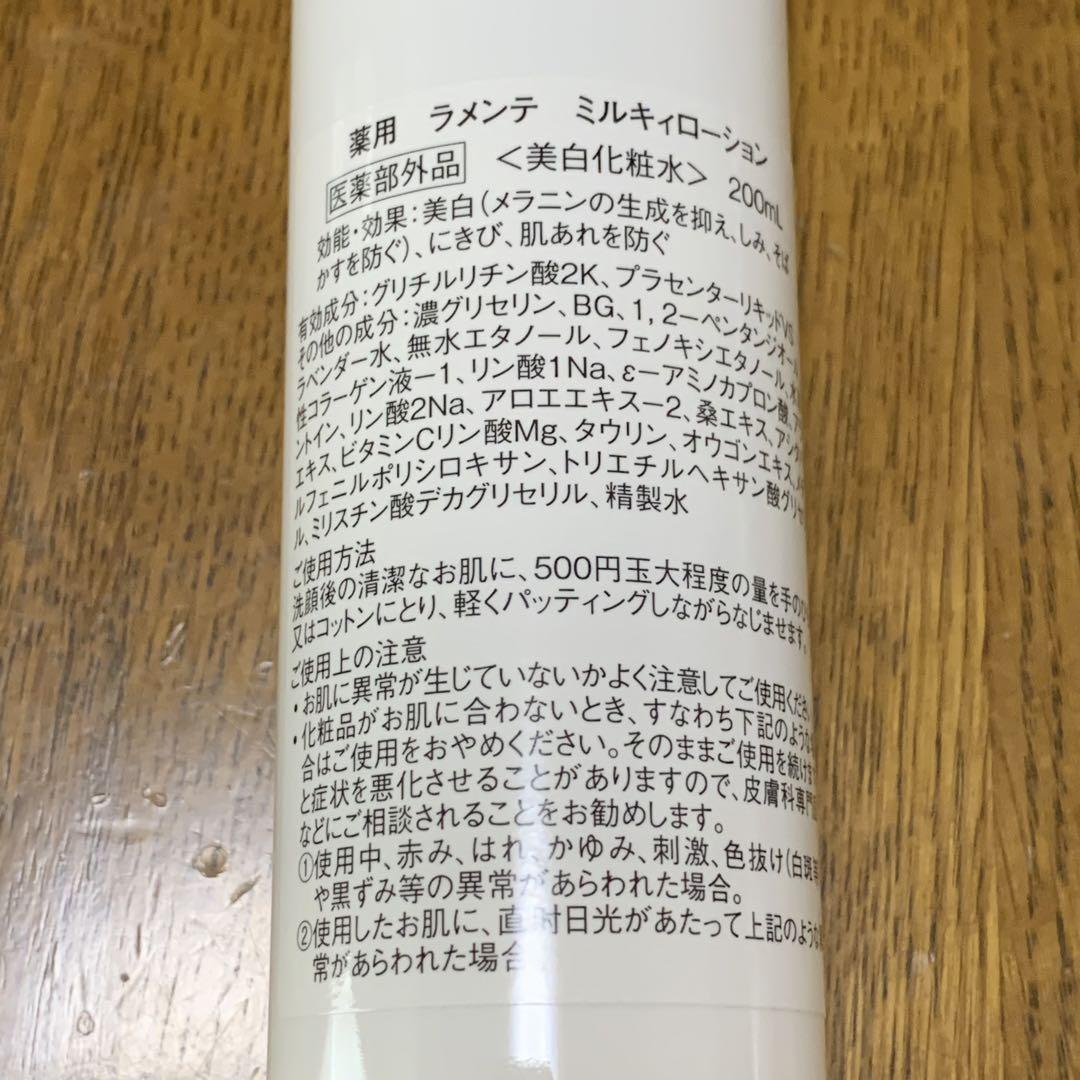 薬用 ラメンテ ミルキィローション
医薬部外品 <美白化粧水> 200mL
効能・効果:美白(メラニンの生成を抑え、しみ、そば
かすを防ぐ)、にきび、肌あれを防ぐ
有効成分:グリチルリチン酸2K、プラセンターリキッドVS
その他の成分:濃グリセリン、BG、1,2ーペンタンジオー
ラベンダー水、無水エタノール、フェノキシエタノール、
性コラーゲン液ー1、リン酸1Na、εーアミノカプロン酸、
ントイン、リン酸2Na、アロエエキスー2、桑エキス、アシタ
エキス、ビタミンCリン酸Mg、タウリン、オウゴンエキス、メ
ルフェニルポリシロキサン、トリエチルヘキサン酸グリセ
ル、ミリスチン酸デカグリセリル、精製水
ご使用方法
洗顔後の清潔なお肌に、500円玉大程度の量を手の
又はコットンにとり、軽くパッティングしながらなじませます。
ご使用上の注意
・お肌に異常が生じていないかよく注意してご使用ください
・化粧品がお肌に合わないとき、すなわち下記のような
合はご使用をおやめください。そのままご使用を続けま
と症状を悪化させることがありますので、皮膚科専門
などにご相談されることをお勧めします。
①使用中、赤み、はれ、かゆみ、刺激、色抜け(白斑等
や黒ずみ等の異常があらわれた場合。
②使用したお肌に、直射日光があたって上記のような
常があらわれた場合。